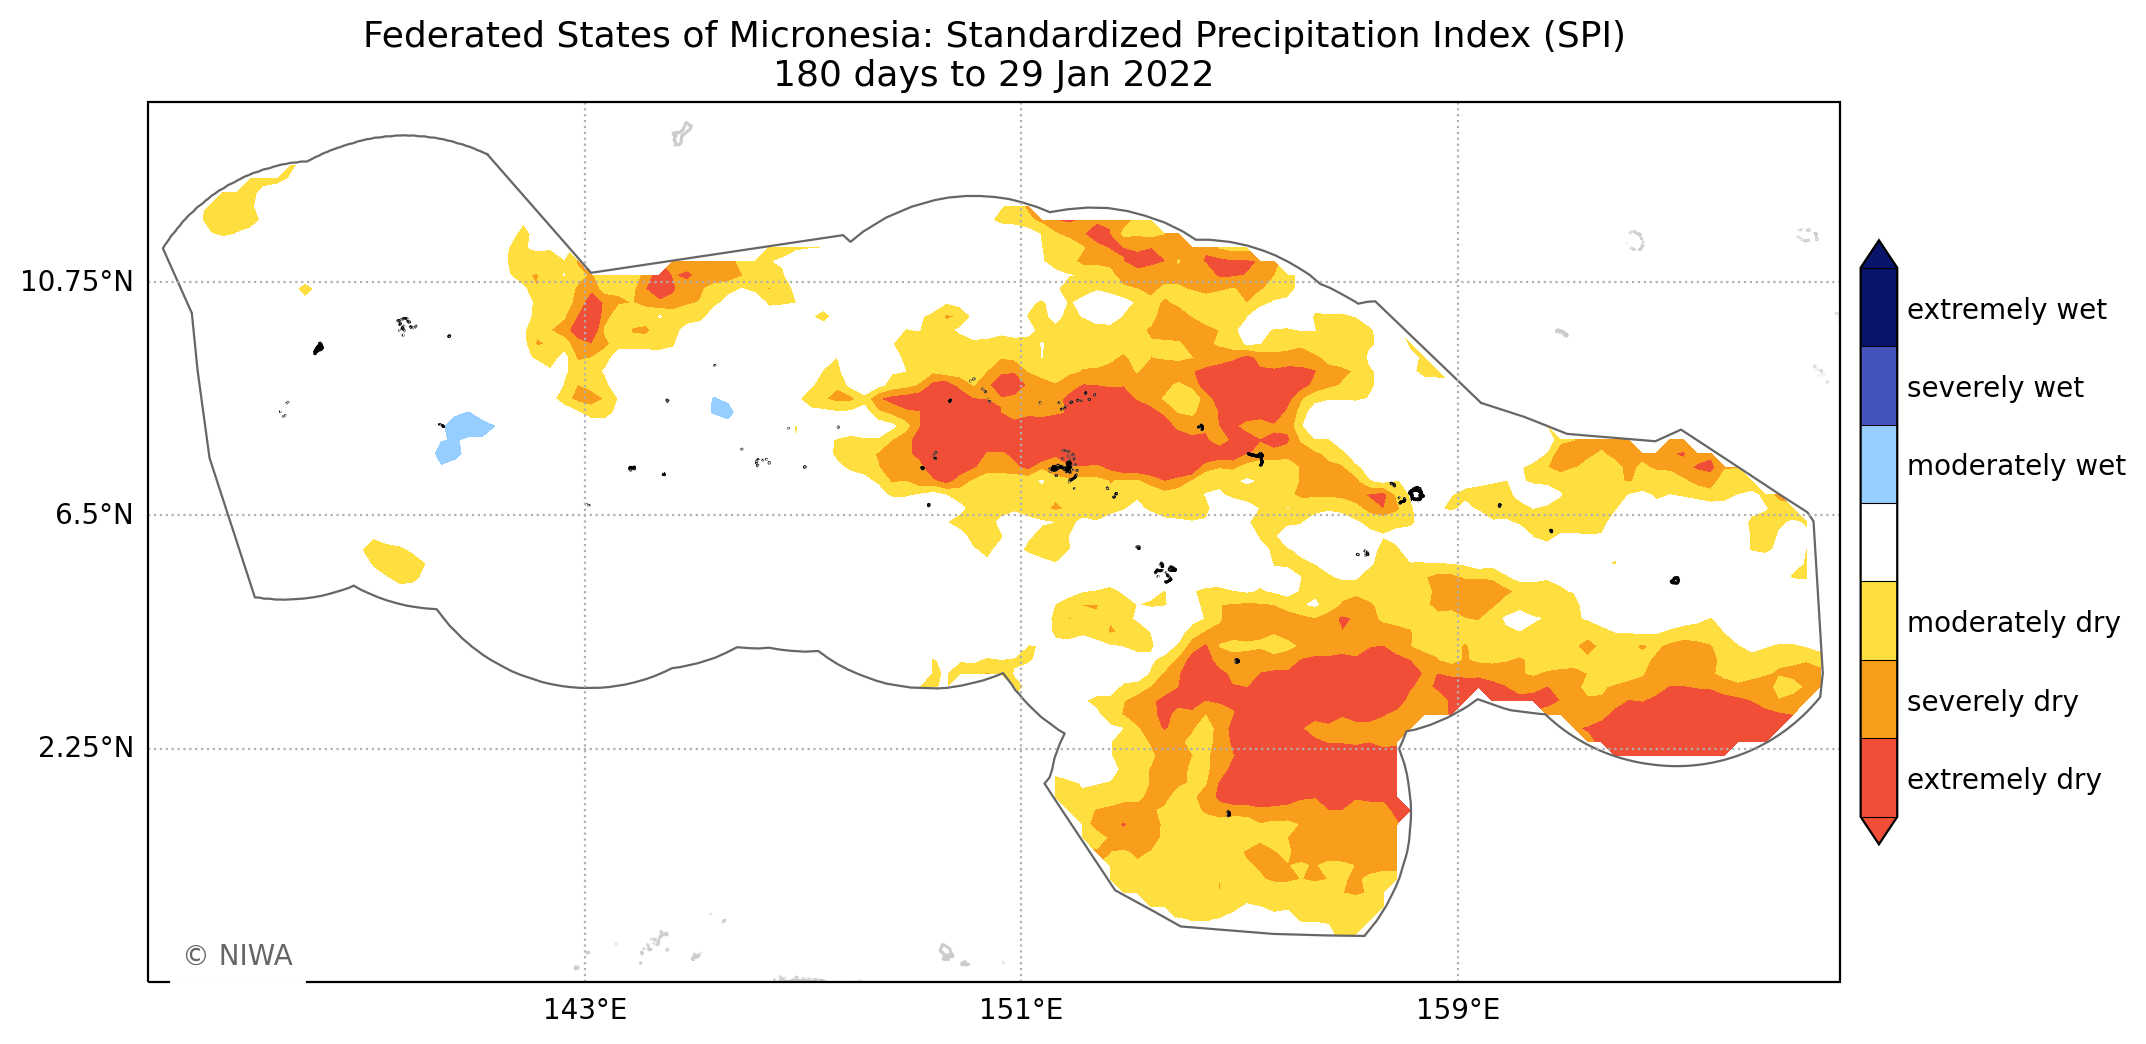 Federated States of Micronesia: Standardized Precipitation Index (SPI)
180 days to 29 Jan 2022
10.75°N
6.5°N
2.25°N
143°E
151°E
159°E
extremely wet
severely wet
moderately wet
moderately dry
severely dry
extremely dry
© NIWA